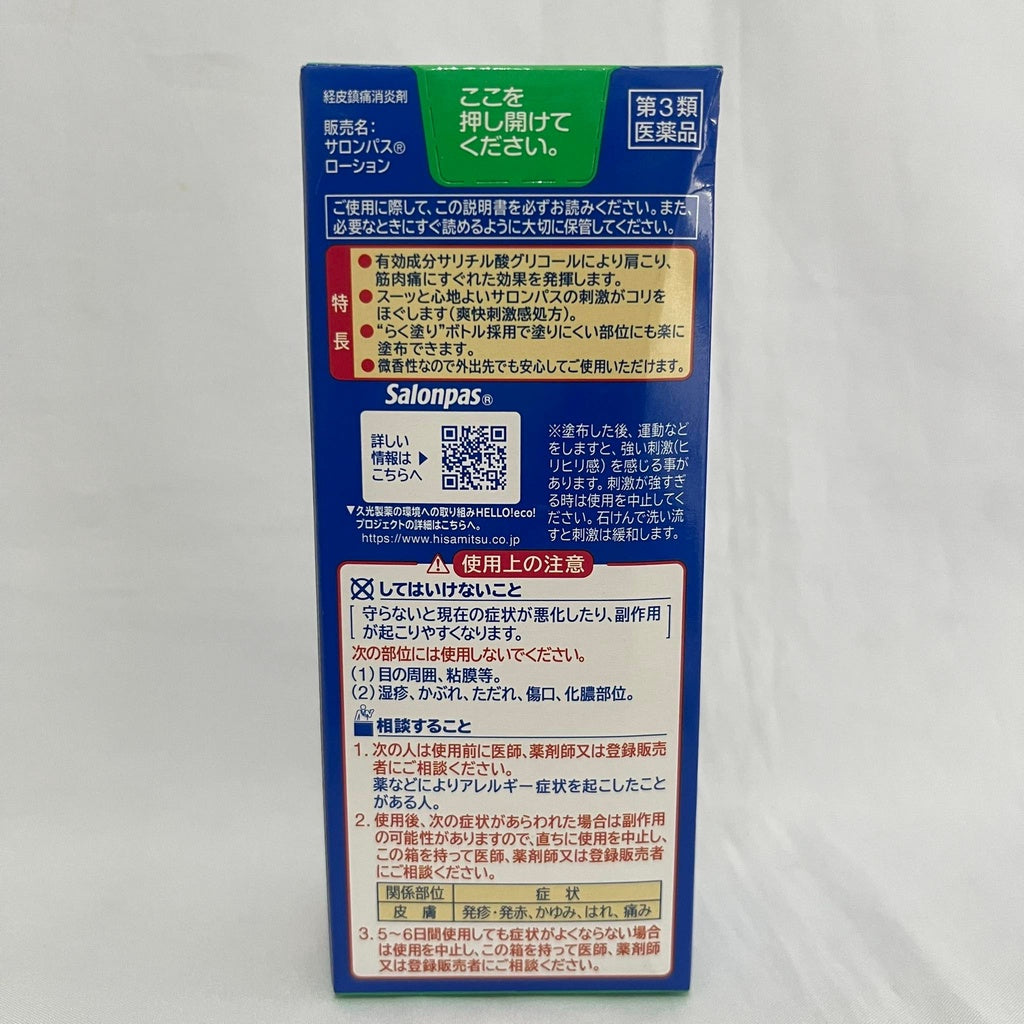 経皮鎮痛消炎剤
販売名：
サロンパス®
ローション
ここを
押し開けて
ください。
第3類
医薬品
ご使用に際して、この説明書を必ずお読みください。また、
必要なときにすぐ読めるように大切に保管してください。
特長
●有効成分サリチル酸グリコールにより肩こり、
筋肉痛にすぐれた効果を発揮します。
●スーッと心地よいサロンパスの刺激がコリを
ほぐします（爽快刺激感処方）。
●“らく塗り”ボトル採用で塗りにくい部位にも楽に
塗布できます。
●微香性なので外出先でも安心してご使用いただけます。
Salonpas®
詳しい
情報は▶
こちらへ
▼久光製薬の環境への取り組みHELLO!eco!
プロジェクトの詳細はこちらへ。
https://www.hisamitsu.co.jp
※塗布した後、運動など
をしますと、強い刺激（ヒ
リヒリ感）を感じる事が
あります。刺激が強すぎ
る時は使用を中止してく
ださい。石けんで洗い流
すと刺激は緩和します。
使用上の注意
してはいけないこと
守らないと現在の症状が悪化したり、副作用
が起こりやすくなります。
次の部位には使用しないでください。
（1）目の周囲、粘膜等。
（2）湿疹、かぶれ、ただれ、傷口、化膿部位。
相談すること
1. 次の人は使用前に医師、薬剤師又は登録販売
者にご相談ください。
薬などによりアレルギー症状を起こしたこと
がある人。
2. 使用後、次の症状があらわれた場合は副作用
の可能性がありますので、直ちに使用を中止し、
この箱を持って医師、薬剤師又は登録販売者
にご相談ください。
関係部位 症状
皮膚 発疹・発赤、かゆみ、はれ、痛み
3. 5～6日間使用しても症状がよくならない場合
は使用を中止し、この箱を持って医師、薬剤師
又は登録販売者にご相談ください。